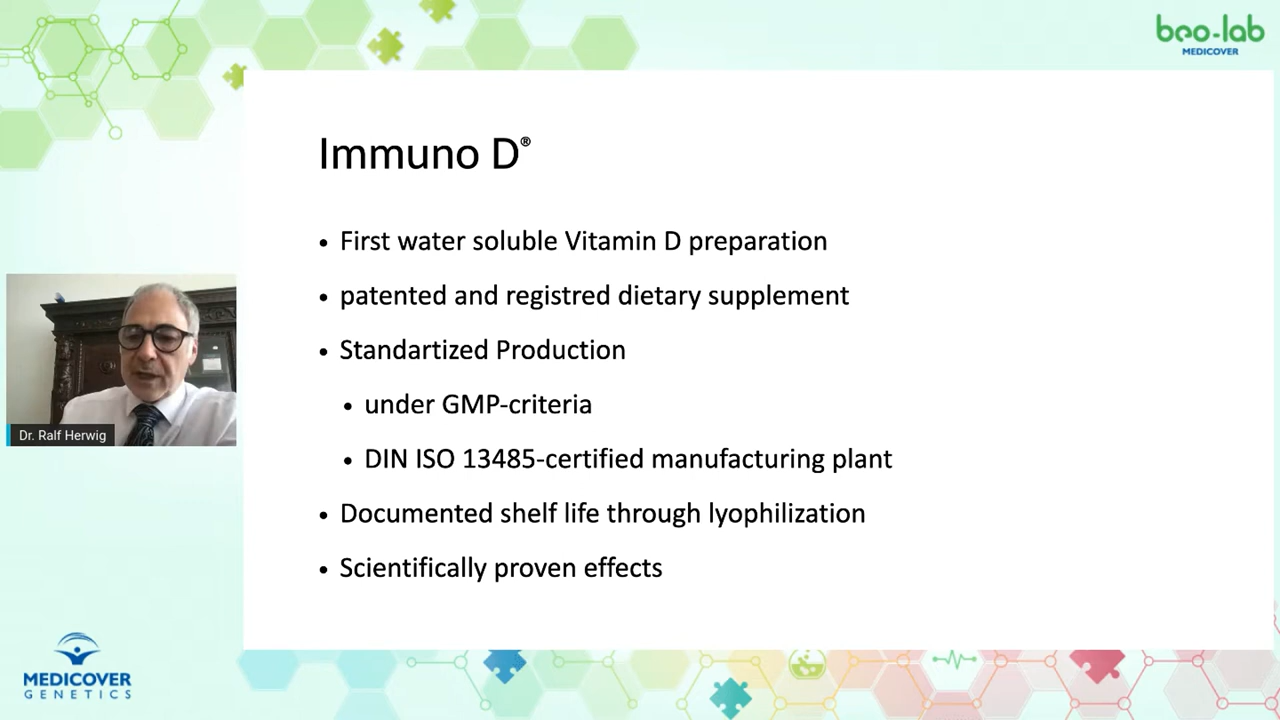 beo-lab
MEDICOVER
Immuno D®
• First water soluble Vitamin D preparation
• patented and registred dietary supplement
• Standartized Production
• under GMP-criteria
• DIN ISO 13485-certified manufacturing plant
• Documented shelf life through lyophilization
• Scientifically proven effects
Dr. Ralf Herwig
MEDICOVER
GENETICS